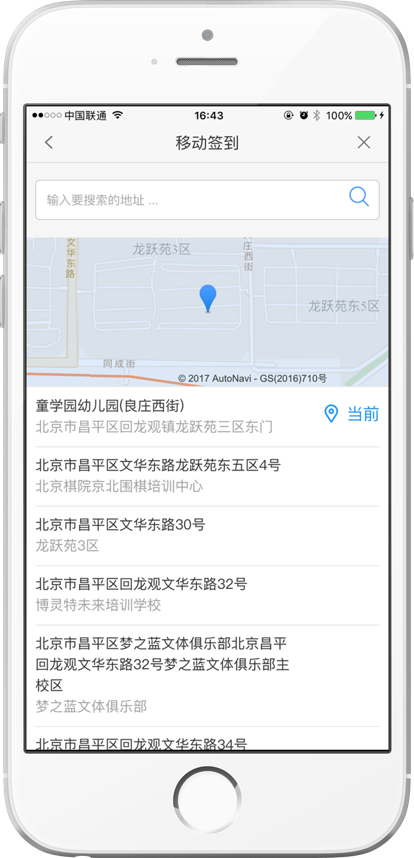 中国联通 16:43 100%
移动签到
输入要搜索的地址 ...
文华东路
龙跃苑3区
庄西街
龙跃苑东5区
同成街
© 2017 AutoNavi - GS(2016)710号
童学园幼儿园(良庄西街)
当前
北京市昌平区回龙观镇龙跃苑三区东门
北京市昌平区文华东路龙跃苑东五区4号
北京棋院京北围棋培训中心
北京市昌平区文华东路30号
龙跃苑3区
北京市昌平区回龙观文华东路32号
博灵特未来培训学校
北京市昌平区梦之蓝文体俱乐部北京昌平
回龙观文华东路32号梦之蓝文体俱乐部主
校区
梦之蓝文体俱乐部
北京市昌平区回龙观文华东路34号